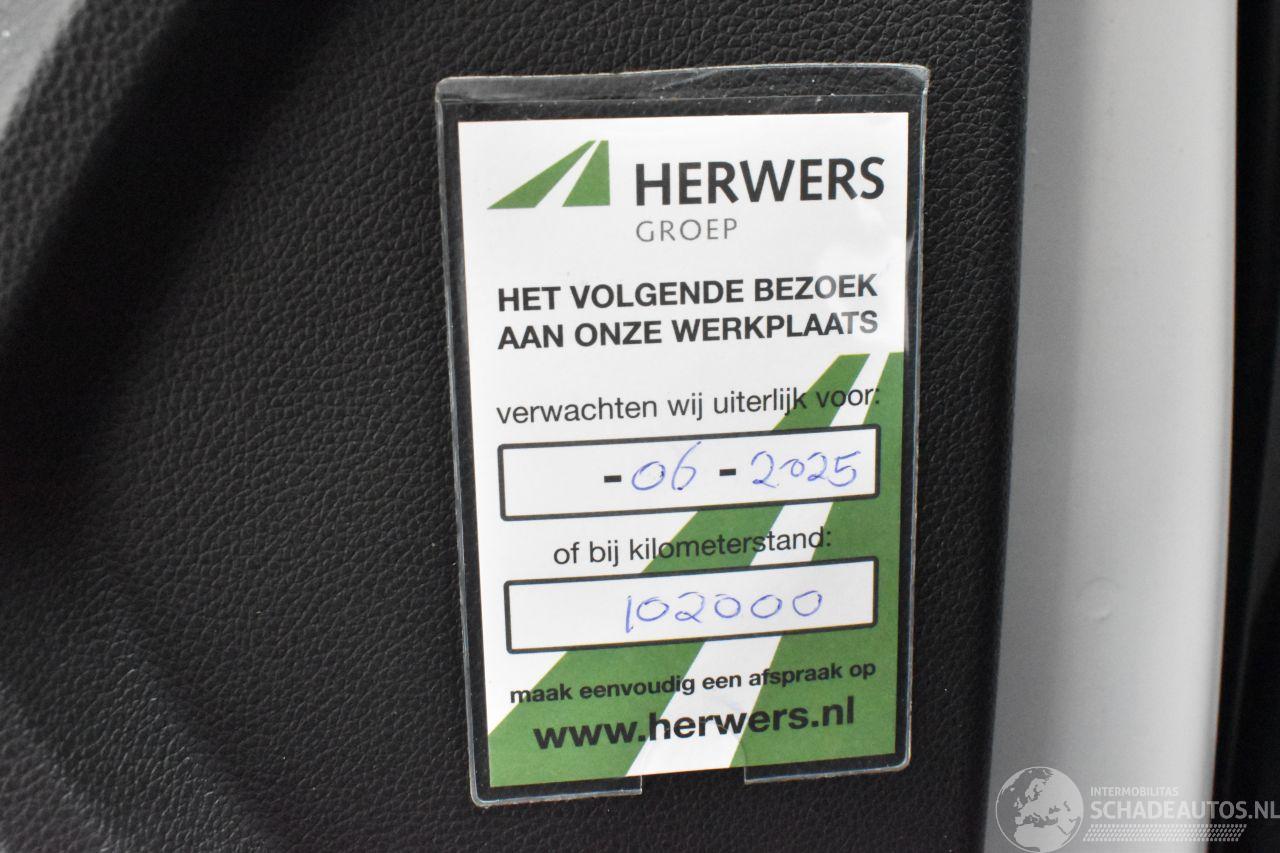 HERWERS
GROEP
HET VOLGENDE BEZOEK
AAN ONZE WERKPLAATS
verwachten wij uiterlijk voor:
-06-2025
of bij kilometerstand:
102000
maak eenvoudig een afspraak op
www.herwers.nl
INTERMOBILITAS
SCHADEAUTOS.NL